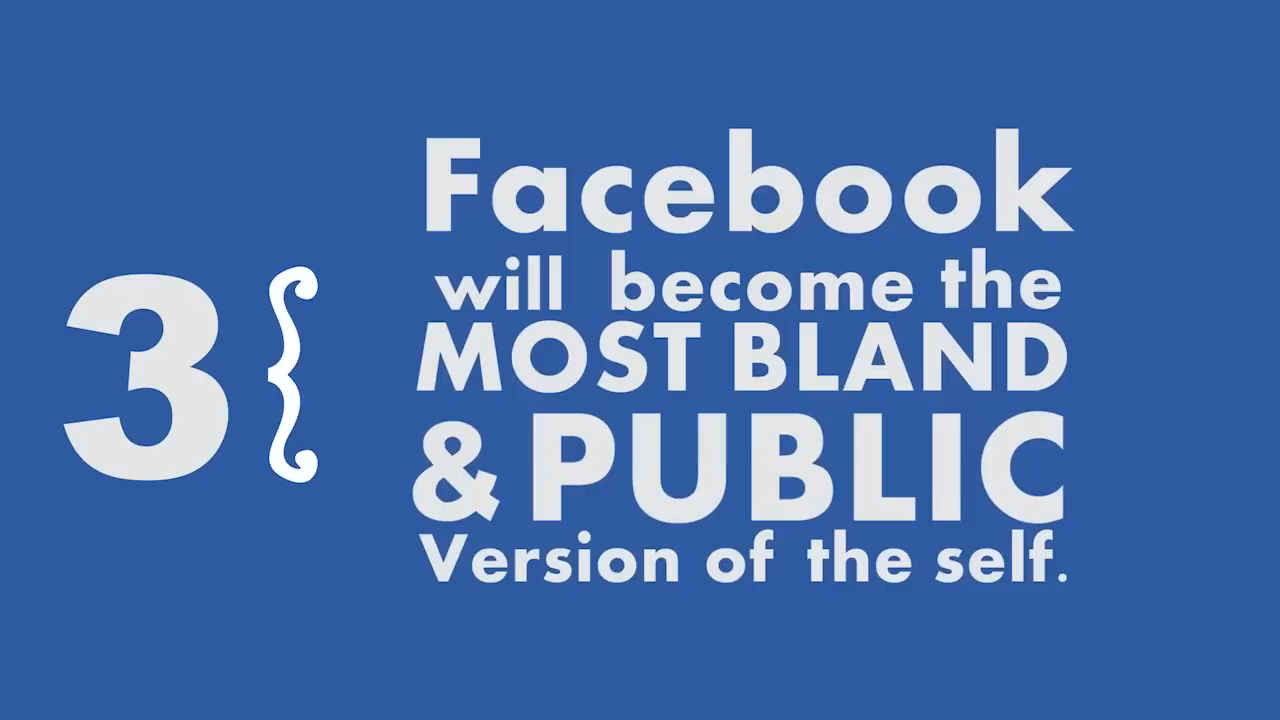 3{
Facebook
will become the
MOST BLAND
& PUBLIC
Version of the self.